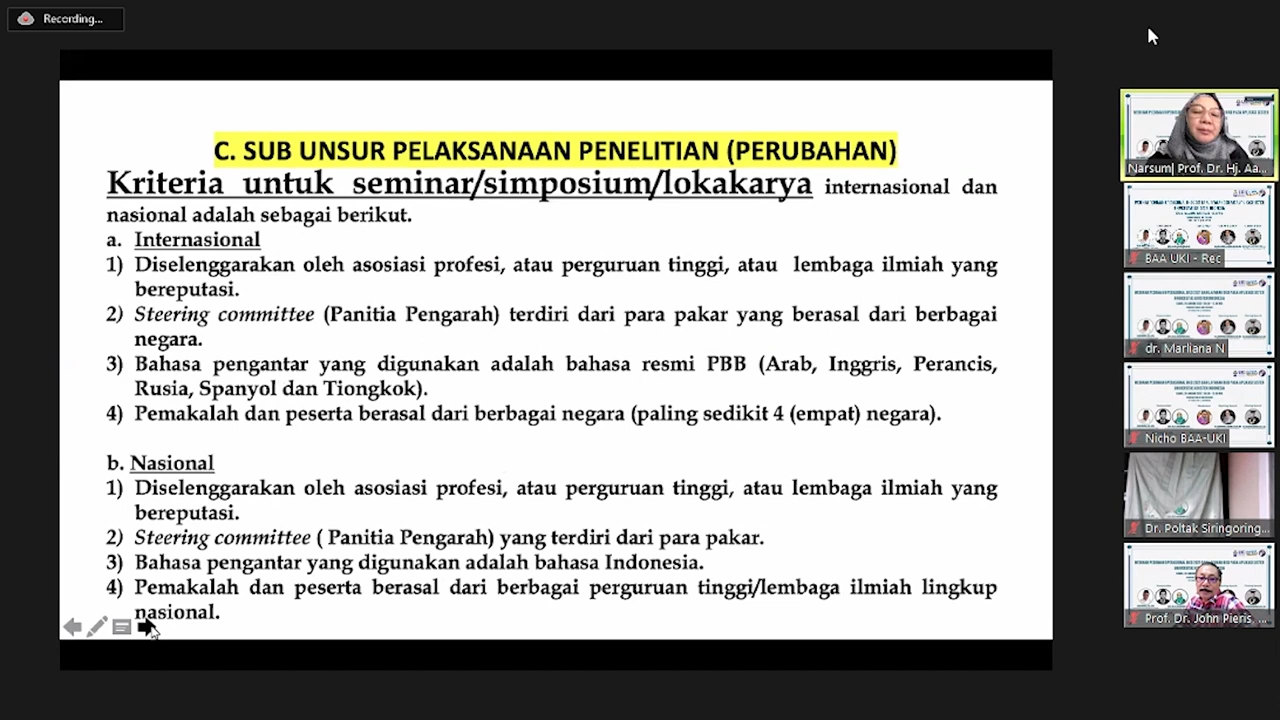 Recording...
C. SUB UNSUR PELAKSANAAN PENELITIAN (PERUBAHAN)
Kriteria untuk seminar/simposium/lokakarya internasional dan
nasional adalah sebagai berikut.
a. Internasional
1) Diselenggarakan oleh asosiasi profesi, atau perguruan tinggi, atau lembaga ilmiah yang
bereputasi.
2) Steering committee (Panitia Pengarah) terdiri dari para pakar yang berasal dari berbagai
negara.
3) Bahasa pengantar yang digunakan adalah bahasa resmi PBB (Arab, Inggris, Perancis,
Rusia, Spanyol dan Tiongkok).
4) Pemakalah dan peserta berasal dari berbagai negara (paling sedikit 4 (empat) negara).
b. Nasional
1) Diselenggarakan oleh asosiasi profesi, atau perguruan tinggi, atau lembaga ilmiah yang
bereputasi.
2) Steering committee ( Panitia Pengarah) yang terdiri dari para pakar.
3) Bahasa pengantar yang digunakan adalah bahasa Indonesia.
4) Pemakalah dan peserta berasal dari berbagai perguruan tinggi/lembaga ilmiah lingkup
nasional.
Narsum| Prof. Dr. Hj. Aa...
BAA UKI - Rec
dr. Marliana N
Nicho BAA-UKI
Dr. Poltak Siringoring...
Prof. Dr. John Pieris, ...